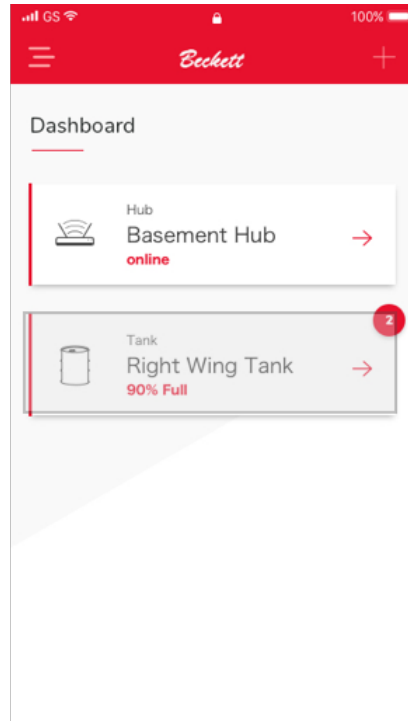 GS 100%
Beckett
Dashboard
Hub
Basement Hub
online
2
Tank
Right Wing Tank
90% Full